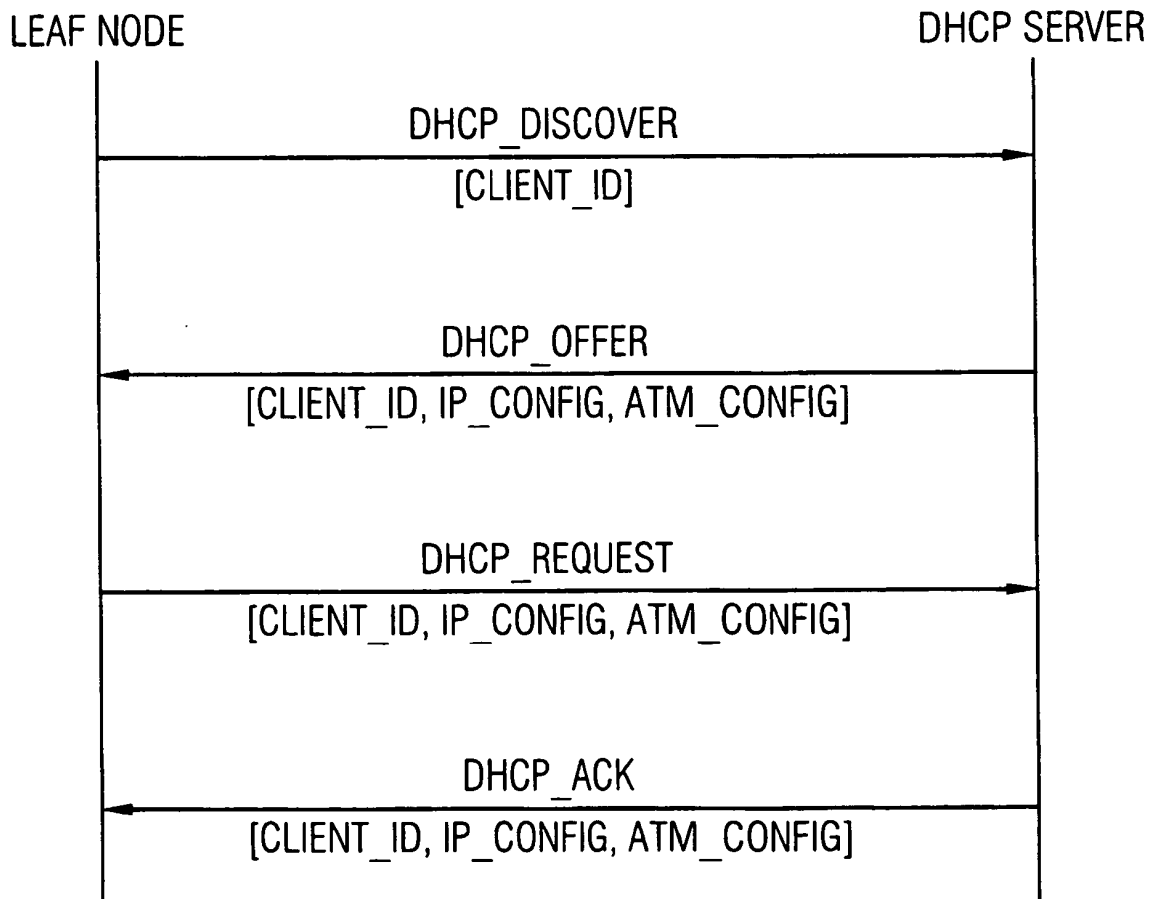 LEAF NODE
DHCP SERVER
DHCP_DISCOVER
[CLIENT_ID]
DHCP_OFFER
[CLIENT_ID, IP_CONFIG, ATM_CONFIG]
DHCP_REQUEST
[CLIENT_ID, IP_CONFIG, ATM_CONFIG]
DHCP_ACK
[CLIENT_ID, IP_CONFIG, ATM_CONFIG]